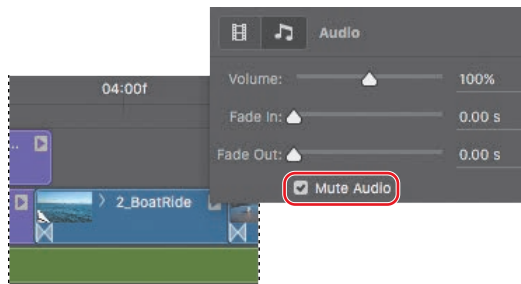 Audio
Volume: 100%
04:00f
Fade In: 0.00 s
Fade Out: 0.00 s
Mute Audio
2_BoatRide